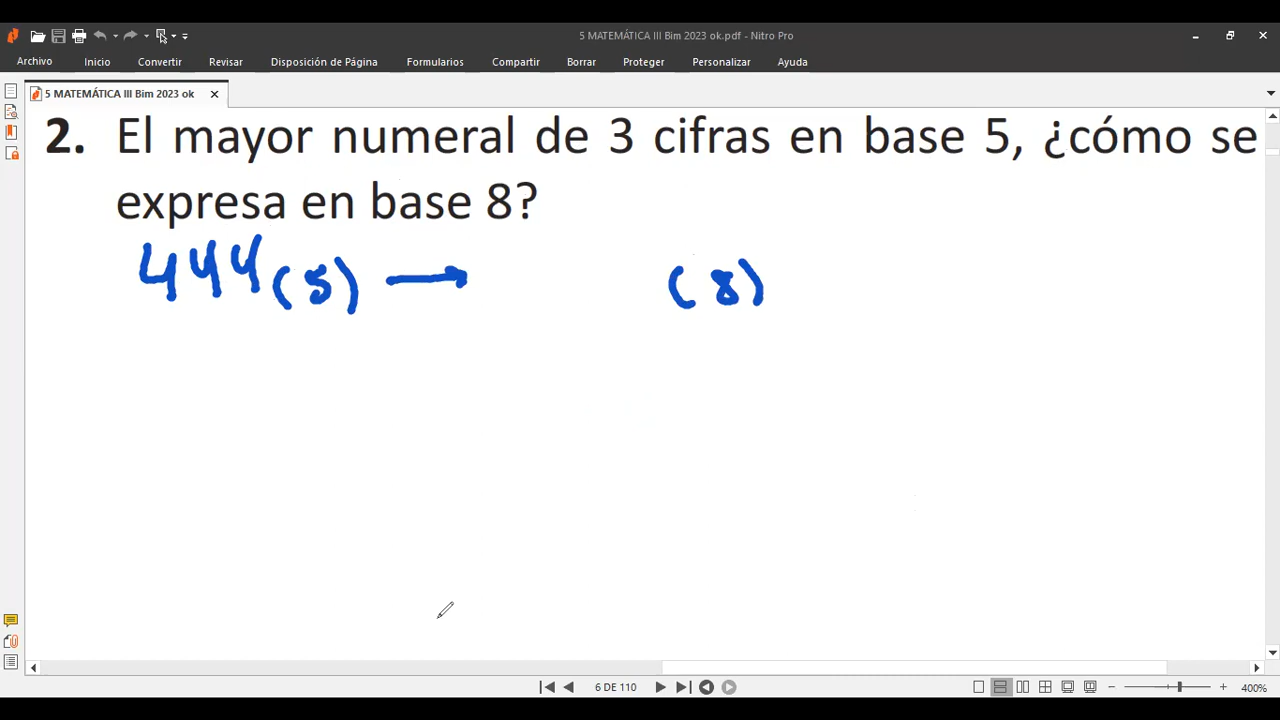 5 MATEMÁTICA III Bim 2023 ok.pdf - Nitro Pro
Archivo Inicio Convertir Revisar Disposición de Página Formularios Compartir Borrar Proteger Personalizar Ayuda
5 MATEMÁTICA III Bim 2023 ok
2. El mayor numeral de 3 cifras en base 5, ¿cómo se
expresa en base 8?
444(5) → (8)
6 DE 110
400%